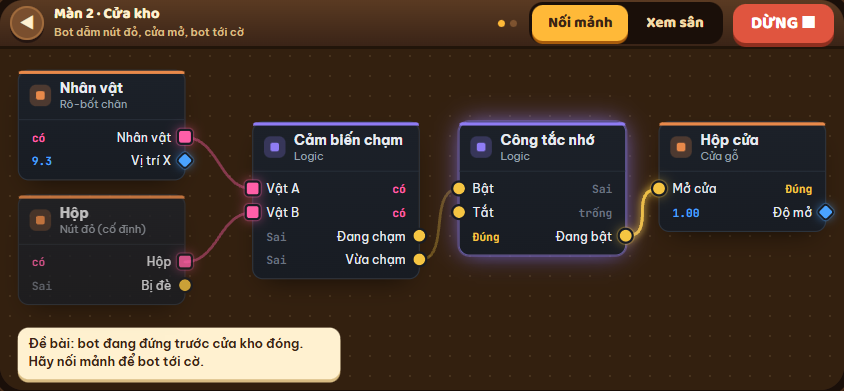 Màn 2 · Cửa kho
Bot dẫm nút đỏ, cửa mở, bot tới cờ
Nối mảnh
Xem sân
DỪNG
Nhân vật
Rô-bốt chân
có
Nhân vật
9.3
Vị trí X
Hộp
Nút đỏ (cố định)
có
Hộp
Sai
Bị đè
Cảm biến chạm
Logic
Vật A
có
Vật B
có
Sai
Đang chạm
Sai
Vừa chạm
Công tắc nhớ
Logic
Bật
Sai
Tắt
trống
Đúng
Đang bật
Hộp cửa
Cửa gỗ
Mở cửa
Đúng
1.00
Độ mở
Đề bài: bot đang đứng trước cửa kho đóng.
Hãy nối mảnh để bot tới cờ.